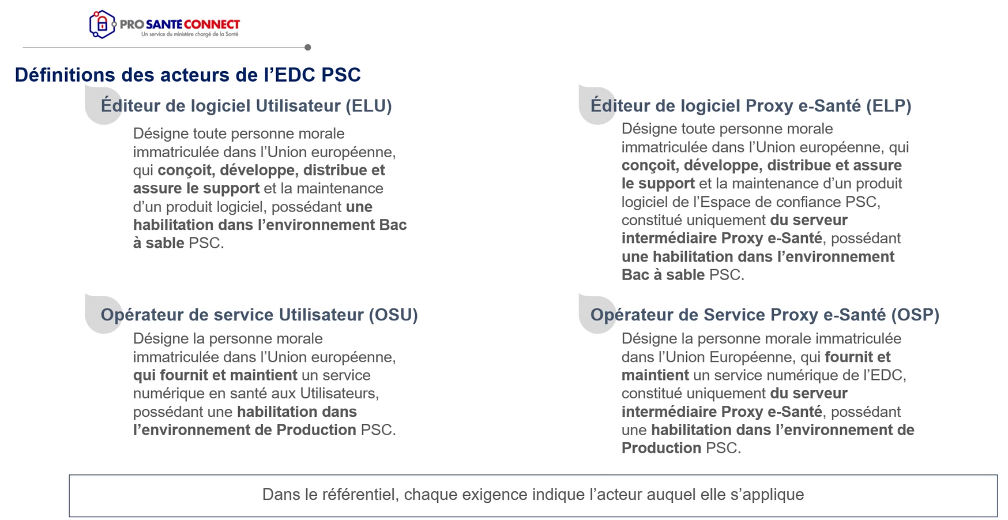 PRO SANTÉ CONNECT
Un service du ministère chargé de la Santé
Définitions des acteurs de l’EDC PSC
Éditeur de logiciel Utilisateur (ELU)
Désigne toute personne morale
immatriculée dans l’Union européenne,
qui conçoit, développe, distribue et
assure le support et la maintenance
d’un produit logiciel, possédant une
habilitation dans l’environnement Bac
à sable PSC.
Éditeur de logiciel Proxy e-Santé (ELP)
Désigne toute personne morale
immatriculée dans l’Union européenne, qui
conçoit, développe, distribue et assure
le support et la maintenance d’un produit
logiciel de l’Espace de confiance PSC,
constitué uniquement du serveur
intermédiaire Proxy e-Santé, possédant
une habilitation dans l’environnement
Bac à sable PSC.
Opérateur de service Utilisateur (OSU)
Désigne la personne morale
immatriculée dans l’Union européenne,
qui fournit et maintient un service
numérique en santé aux Utilisateurs,
possédant une habilitation dans
l’environnement de Production PSC.
Opérateur de Service Proxy e-Santé (OSP)
Désigne la personne morale immatriculée
dans l’Union Européenne, qui fournit et
maintient un service numérique de l’EDC,
constitué uniquement du serveur
intermédiaire Proxy e-Santé, possédant
une habilitation dans l’environnement de
Production PSC.
Dans le référentiel, chaque exigence indique l’acteur auquel elle s’applique